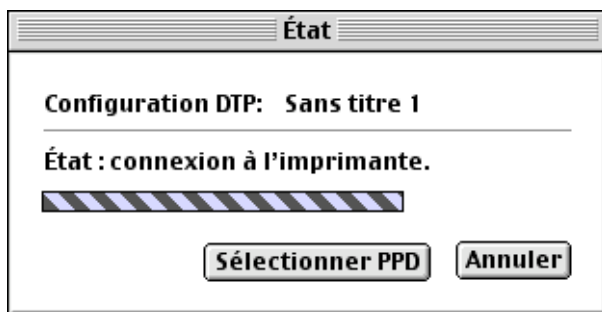 État
Configuration DTP: Sans titre 1
État : connexion à l'imprimante.
Sélectionner PPD Annuler